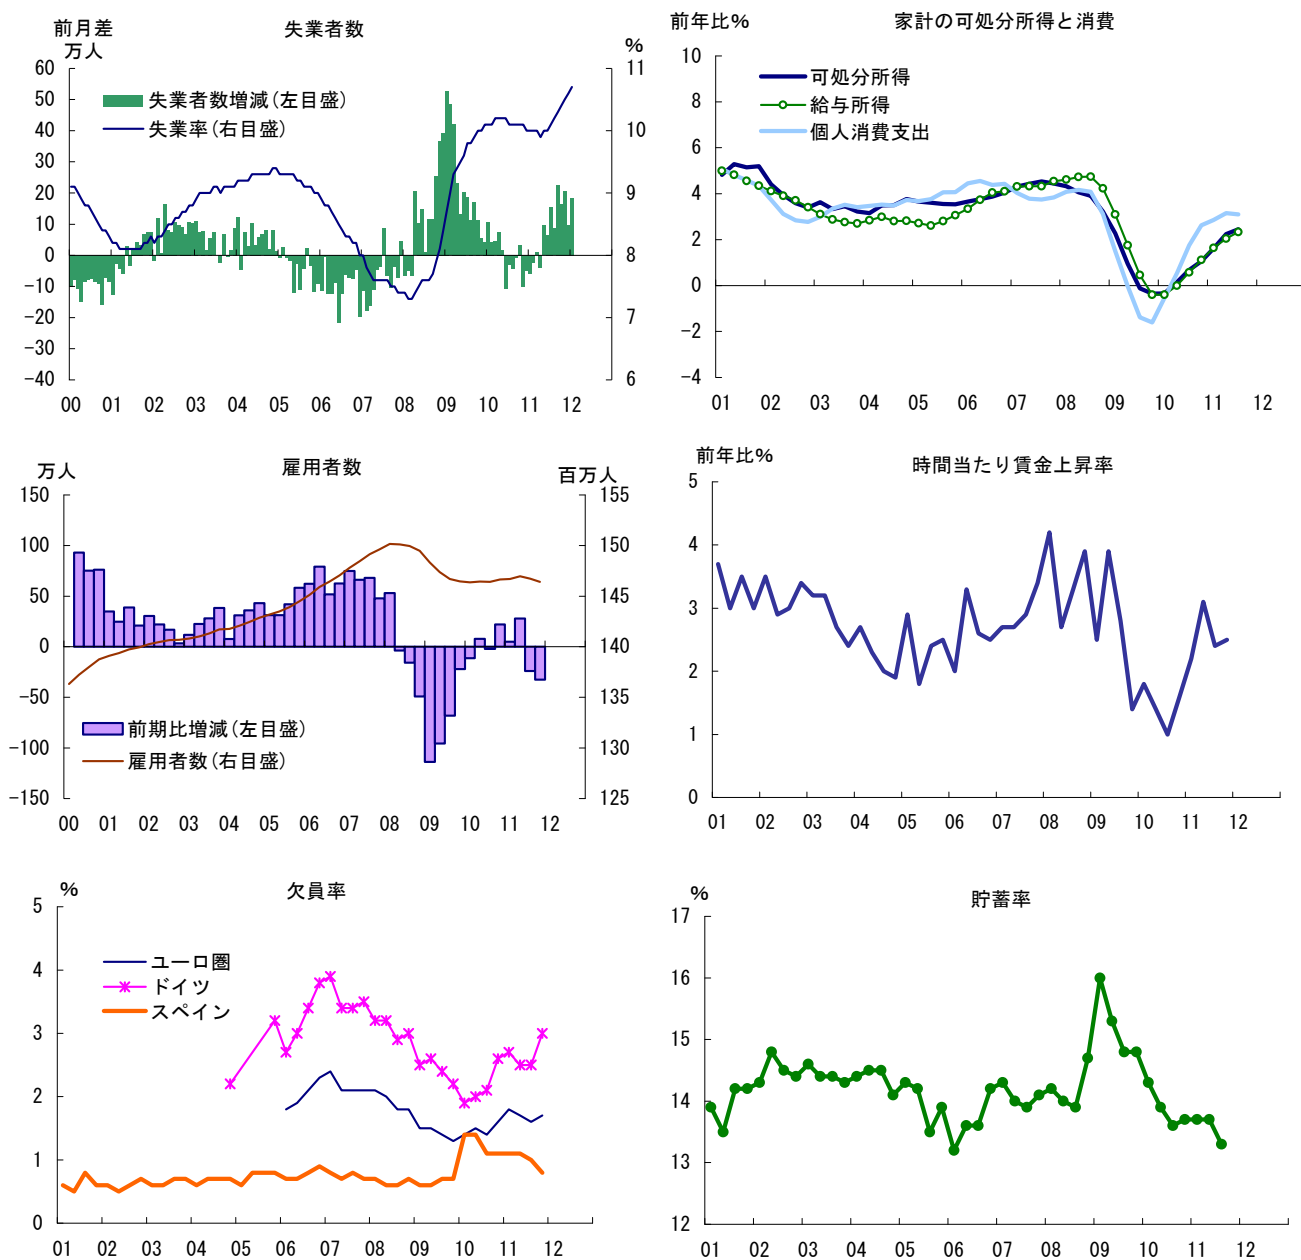 失業者数
前月差
万人
%
60
50
40
30
20
10
0
−10
−20
−30
−40
11
10
9
8
7
6
失業者数増減(左目盛)
失業率(右目盛)
00 01 02 03 04 05 06 07 08 09 10 11 12
家計の可処分所得と消費
前年比%
10
8
6
4
2
0
−2
−4
可処分所得
給与所得
個人消費支出
01 02 03 04 05 06 07 08 09 10 11 12
雇用者数
万人
百万人
150
100
50
0
−50
−100
−150
155
150
145
140
135
130
125
前期比増減(左目盛)
雇用者数(右目盛)
00 01 02 03 04 05 06 07 08 09 10 11 12
時間当たり賃金上昇率
前年比%
5
4
3
2
1
0
01 02 03 04 05 06 07 08 09 10 11 12
欠員率
%
5
4
3
2
1
0
ユーロ圏
ドイツ
スペイン
01 02 03 04 05 06 07 08 09 10 11 12
貯蓄率
%
17
16
15
14
13
12
01 02 03 04 05 06 07 08 09 10 11 12